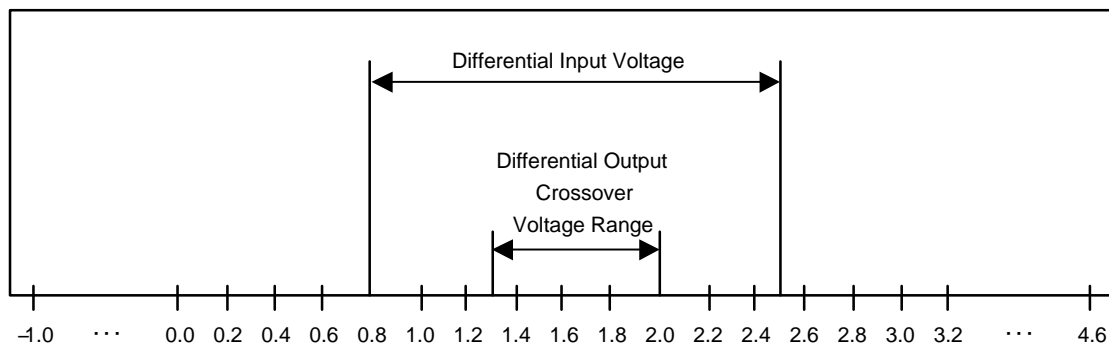 Differential Input Voltage
Differential Output
Crossover
Voltage Range
–1.0 ··· 0.0 0.2 0.4 0.6 0.8 1.0 1.2 1.4 1.6 1.8 2.0 2.2 2.4 2.6 2.8 3.0 3.2 ··· 4.6